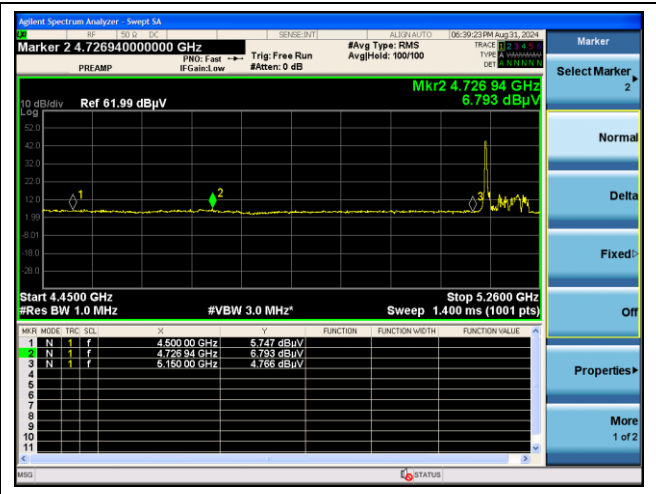 Agilent Spectrum Analyzer - Swept SA
RF 50 Ω DC SENSE:INT ALIGN AUTO 06:39:23 PM Aug 31, 2024
Marker 2 4.726940000000 GHz
PREAMP
PNO: Fast
IFGain:Low
Trig: Free Run
#Atten: 0 dB
#Avg Type: RMS
Avg|Hold: 100/100
TRACE 1 2 3 4 5 6
TYPE A WWWWW
DET A N N N N N
Mkr2 4.726 94 GHz
6.793 dBµV
10 dB/div Ref 61.99 dBµV
Log
52.0
42.0
32.0
22.0
12.0
1.99
-8.01
-18.0
-28.0
1
2
3
Start 4.4500 GHz Stop 5.2600 GHz
#Res BW 1.0 MHz #VBW 3.0 MHz* Sweep 1.400 ms (1001 pts)
MKR MODE TRC SCL X Y FUNCTION FUNCTION WIDTH FUNCTION VALUE
1 N 1 f 4.500 00 GHz 5.747 dBµV
2 N 1 f 4.726 94 GHz 6.793 dBµV
3 N 1 f 5.150 00 GHz 4.766 dBµV
4
5
6
7
8
9
10
11
MSG STATUS
Marker
Select Marker
2
Normal
Delta
Fixed
Off
Properties
More
1 of 2